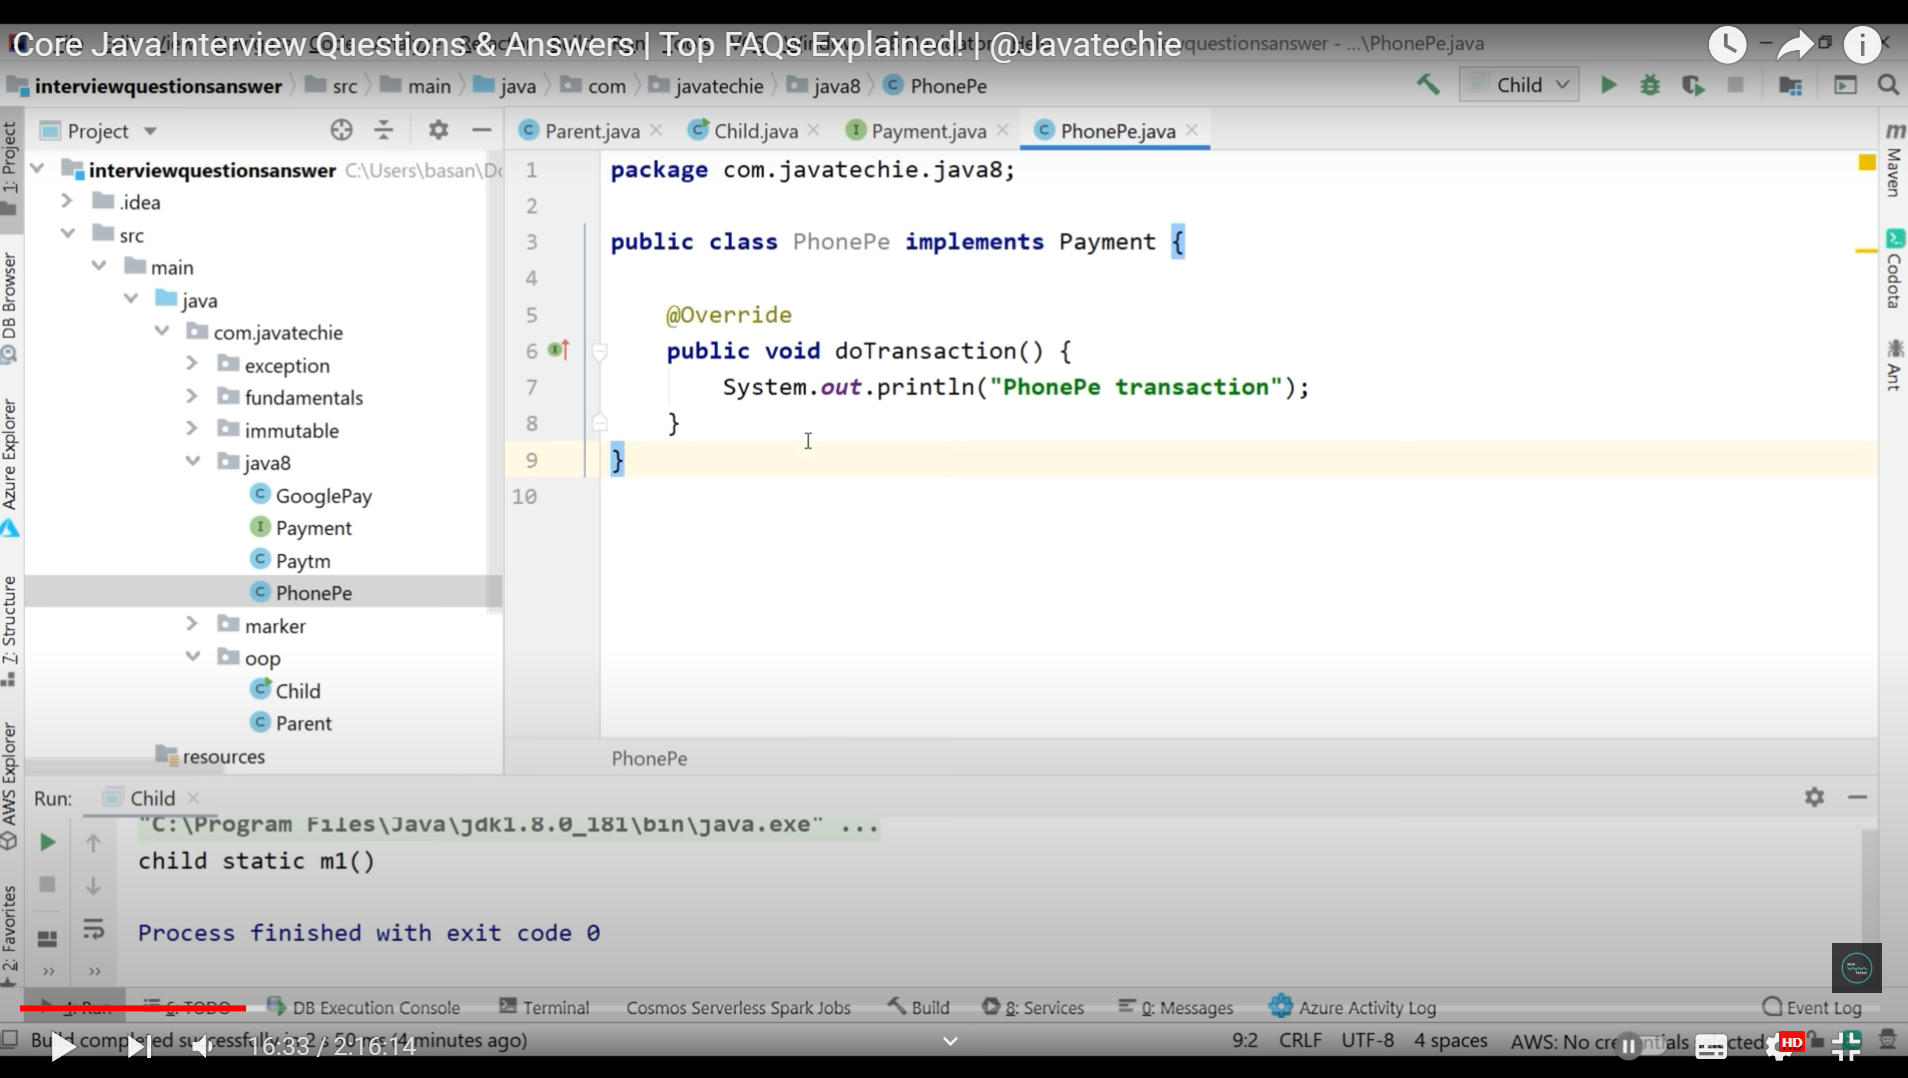 Core Java Interview Questions & Answers | Top FAQs Explained! | @Javatechie
questionsanswer - ...\PhonePe.java
interviewquestionsanswer src main java com javatechie java8 PhonePe
Child
Project
Parent.java Child.java Payment.java PhonePe.java
1: Project
DB Browser
Azure Explorer
7: Structure
AWS Explorer
2: Favorites
interviewquestionsanswer C:\Users\basan\Do
.idea
src
main
java
com.javatechie
exception
fundamentals
immutable
java8
GooglePay
Payment
Paytm
PhonePe
marker
oop
Child
Parent
resources
1 package com.javatechie.java8;
2
3 public class PhonePe implements Payment {
4
5 @Override
6 public void doTransaction() {
7 System.out.println("PhonePe transaction");
8 }
9 }
10
PhonePe
m Maven
Codota
Ant
Run: Child
"C:\Program Files\Java\jdk1.8.0_181\bin\java.exe" ...
child static m1()
Process finished with exit code 0
4: Run 6: TODO DB Execution Console Terminal Cosmos Serverless Spark Jobs Build 8: Services 0: Messages Azure Activity Log Event Log
Build completed successfully in 2 s 50 ms (4 minutes ago) 9:2 CRLF UTF-8 4 spaces AWS: No credentials selected
16:33 / 2:16:14
HD